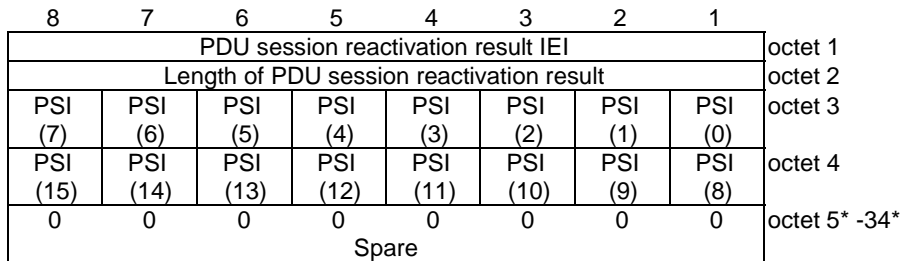 8 7 6 5 4 3 2 1
PDU session reactivation result IEI octet 1
Length of PDU session reactivation result octet 2
PSI PSI PSI PSI PSI PSI PSI PSI octet 3
(7) (6) (5) (4) (3) (2) (1) (0)
PSI PSI PSI PSI PSI PSI PSI PSI octet 4
(15) (14) (13) (12) (11) (10) (9) (8)
0 0 0 0 0 0 0 0 octet 5* -34*
Spare